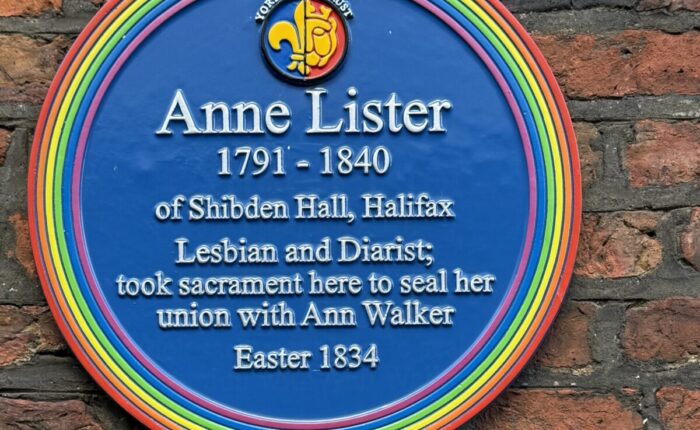 Anne Lister
1791 - 1840
of Shibden Hall, Halifax
Lesbian and Diarist;
took sacrament here to seal her
union with Ann Walker
Easter 1834